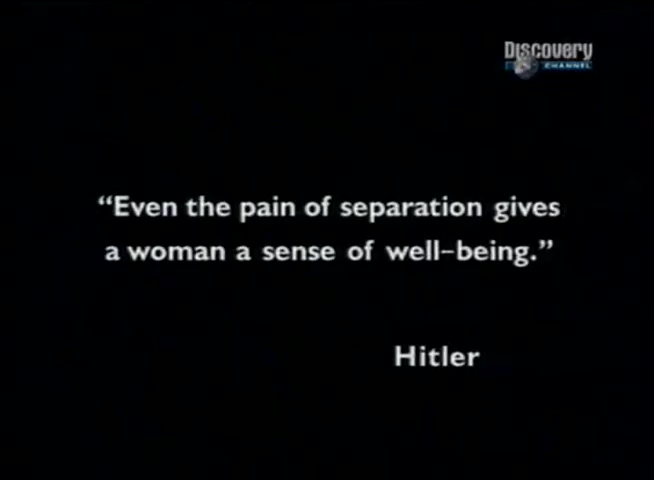 Discovery
CHANNEL
“Even the pain of separation gives
a woman a sense of well-being.”
Hitler